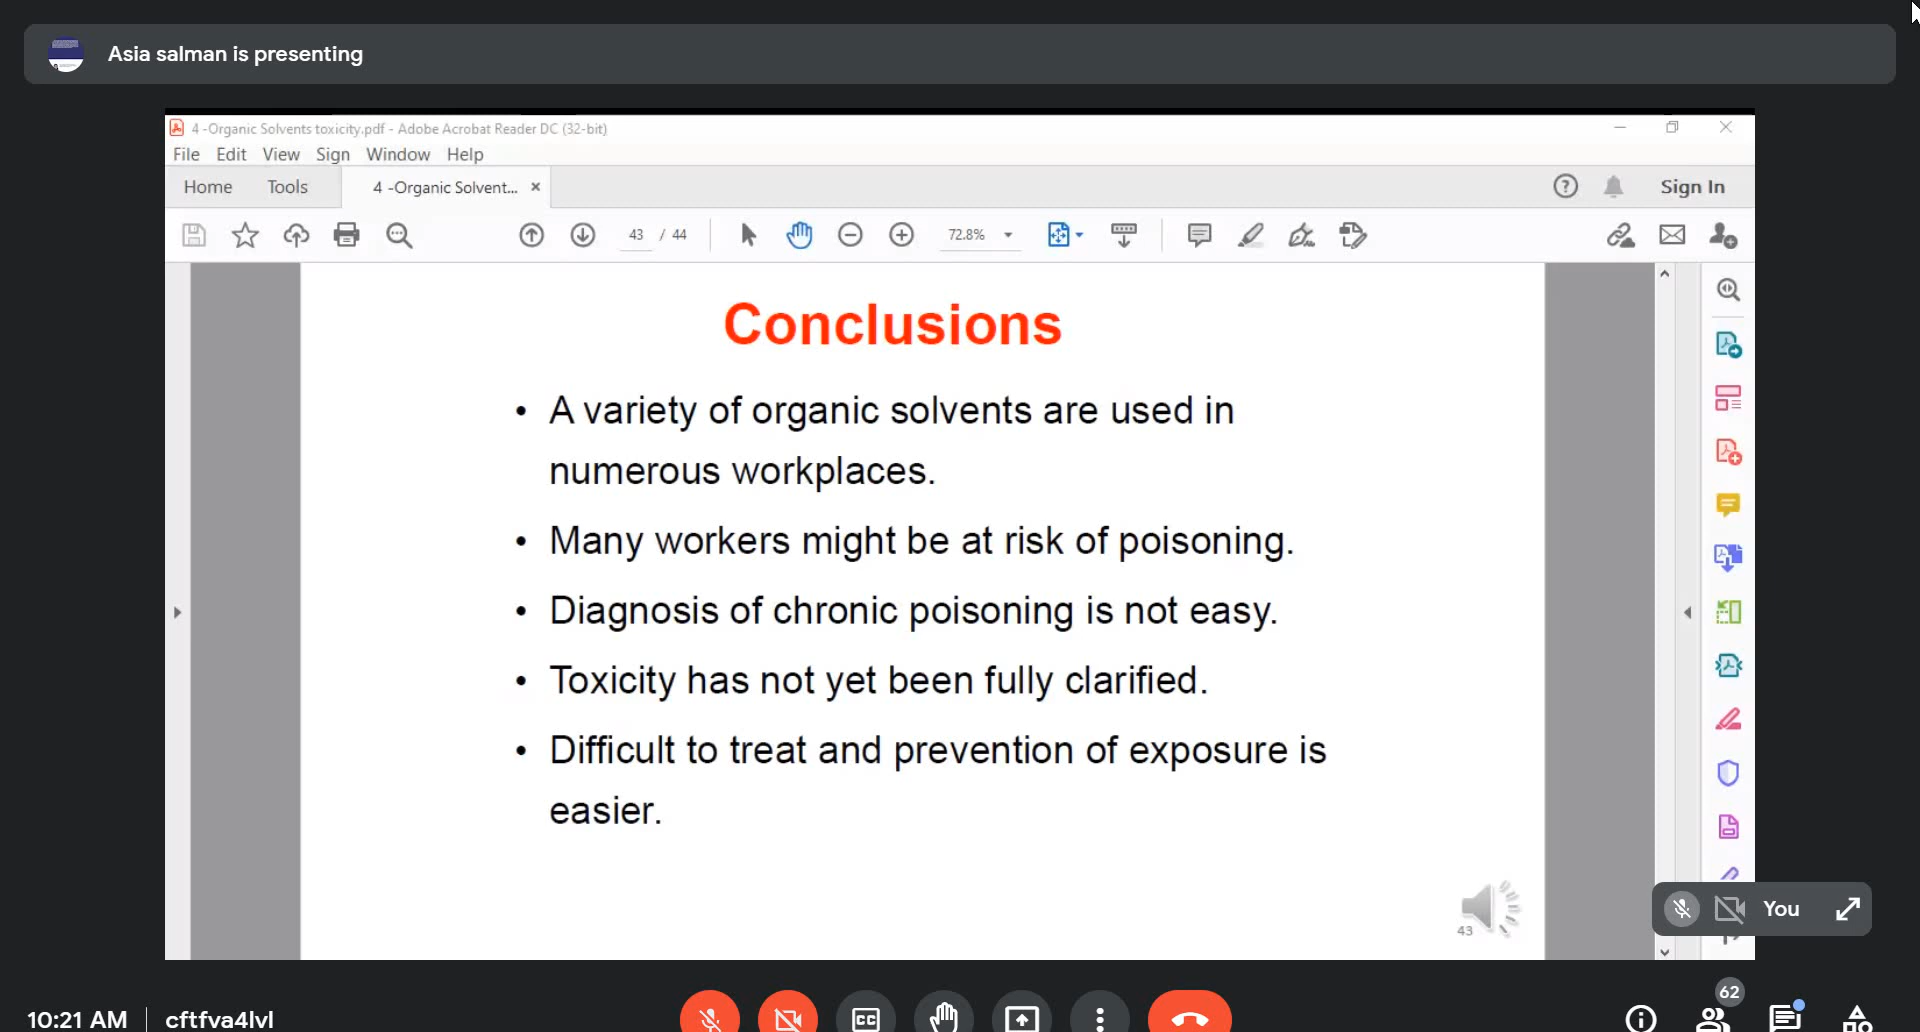 Asia salman is presenting
4 -Organic Solvents toxicity.pdf - Adobe Acrobat Reader DC (32-bit)
File Edit View Sign Window Help
Home Tools 4 -Organic Solvent... × Sign In
43 / 44 72.8%
Conclusions
• A variety of organic solvents are used in
numerous workplaces.
• Many workers might be at risk of poisoning.
• Diagnosis of chronic poisoning is not easy.
• Toxicity has not yet been fully clarified.
• Difficult to treat and prevention of exposure is
easier.
43
You
62
10:21 AM | cftfva4lvl
CC